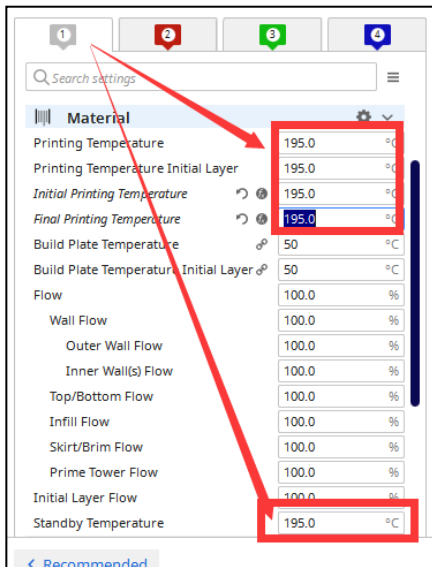 1 2 3 4
Search settings
Material
Printing Temperature 195.0 °C
Printing Temperature Initial Layer 195.0 °C
Initial Printing Temperature 195.0 °C
Final Printing Temperature 195.0 °C
Build Plate Temperature 50 °C
Build Plate Temperature Initial Layer 50 °C
Flow 100.0 %
Wall Flow 100.0 %
Outer Wall Flow 100.0 %
Inner Wall(s) Flow 100.0 %
Top/Bottom Flow 100.0 %
Infill Flow 100.0 %
Skirt/Brim Flow 100.0 %
Prime Tower Flow 100.0 %
Initial Layer Flow 100.0 %
Standby Temperature 195.0 °C
Recommended